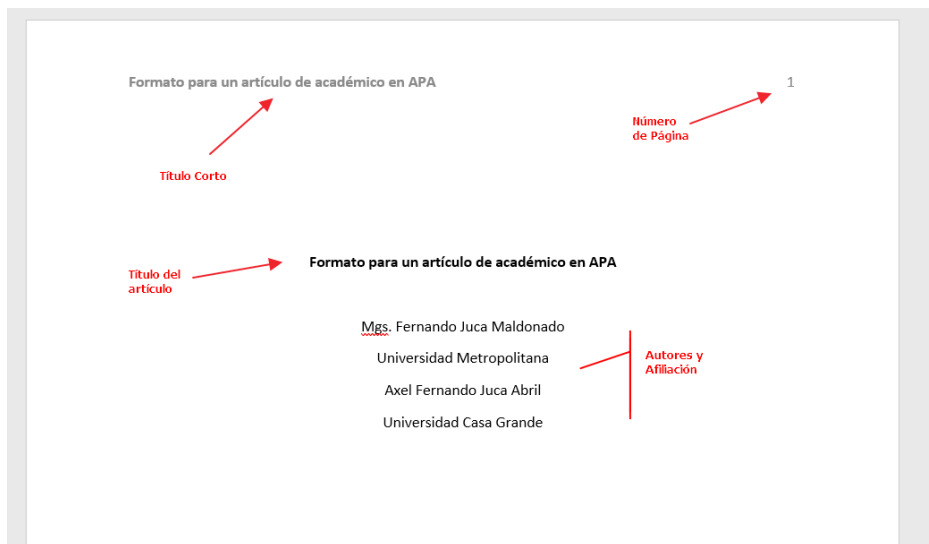 Formato para un artículo de académico en APA
1
Número
de Página
Título Corto
Formato para un artículo de académico en APA
Título del
artículo
Mgs. Fernando Juca Maldonado
Universidad Metropolitana
Autores y
Afiliación
Axel Fernando Juca Abril
Universidad Casa Grande